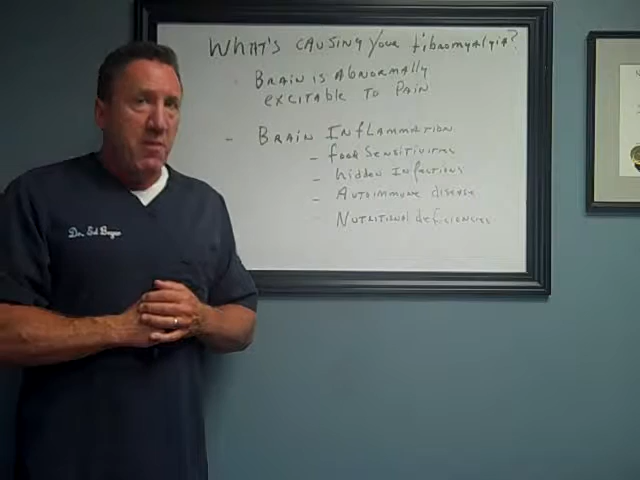 What's causing your fibromyalgia?
Brain is abnormally
excitable to pain
- Brain Inflammation
- food sensitivities
- hidden infections
- Autoimmune disease
Nutritional deficiencies
Dr.